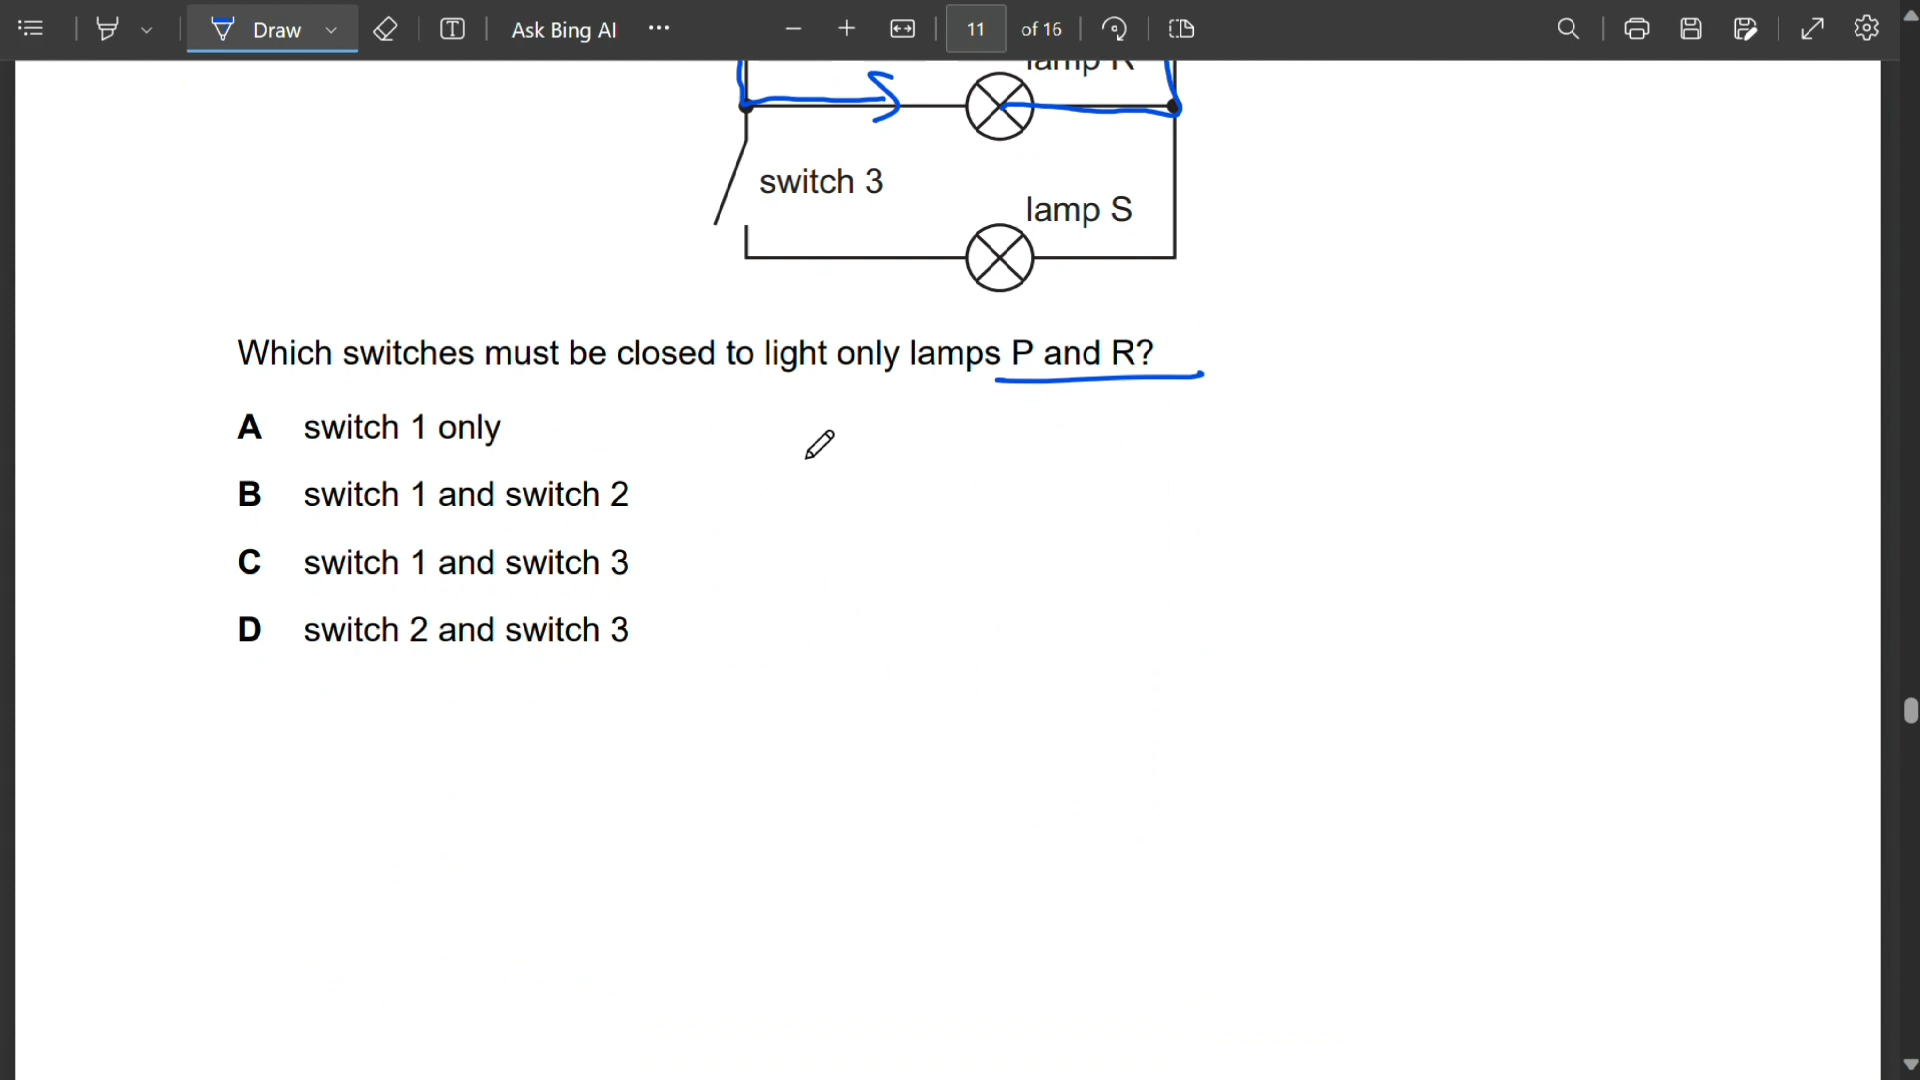 Draw
Ask Bing AI
11 of 16
lamp R
switch 3
lamp S
Which switches must be closed to light only lamps P and R?
A switch 1 only
B switch 1 and switch 2
C switch 1 and switch 3
D switch 2 and switch 3